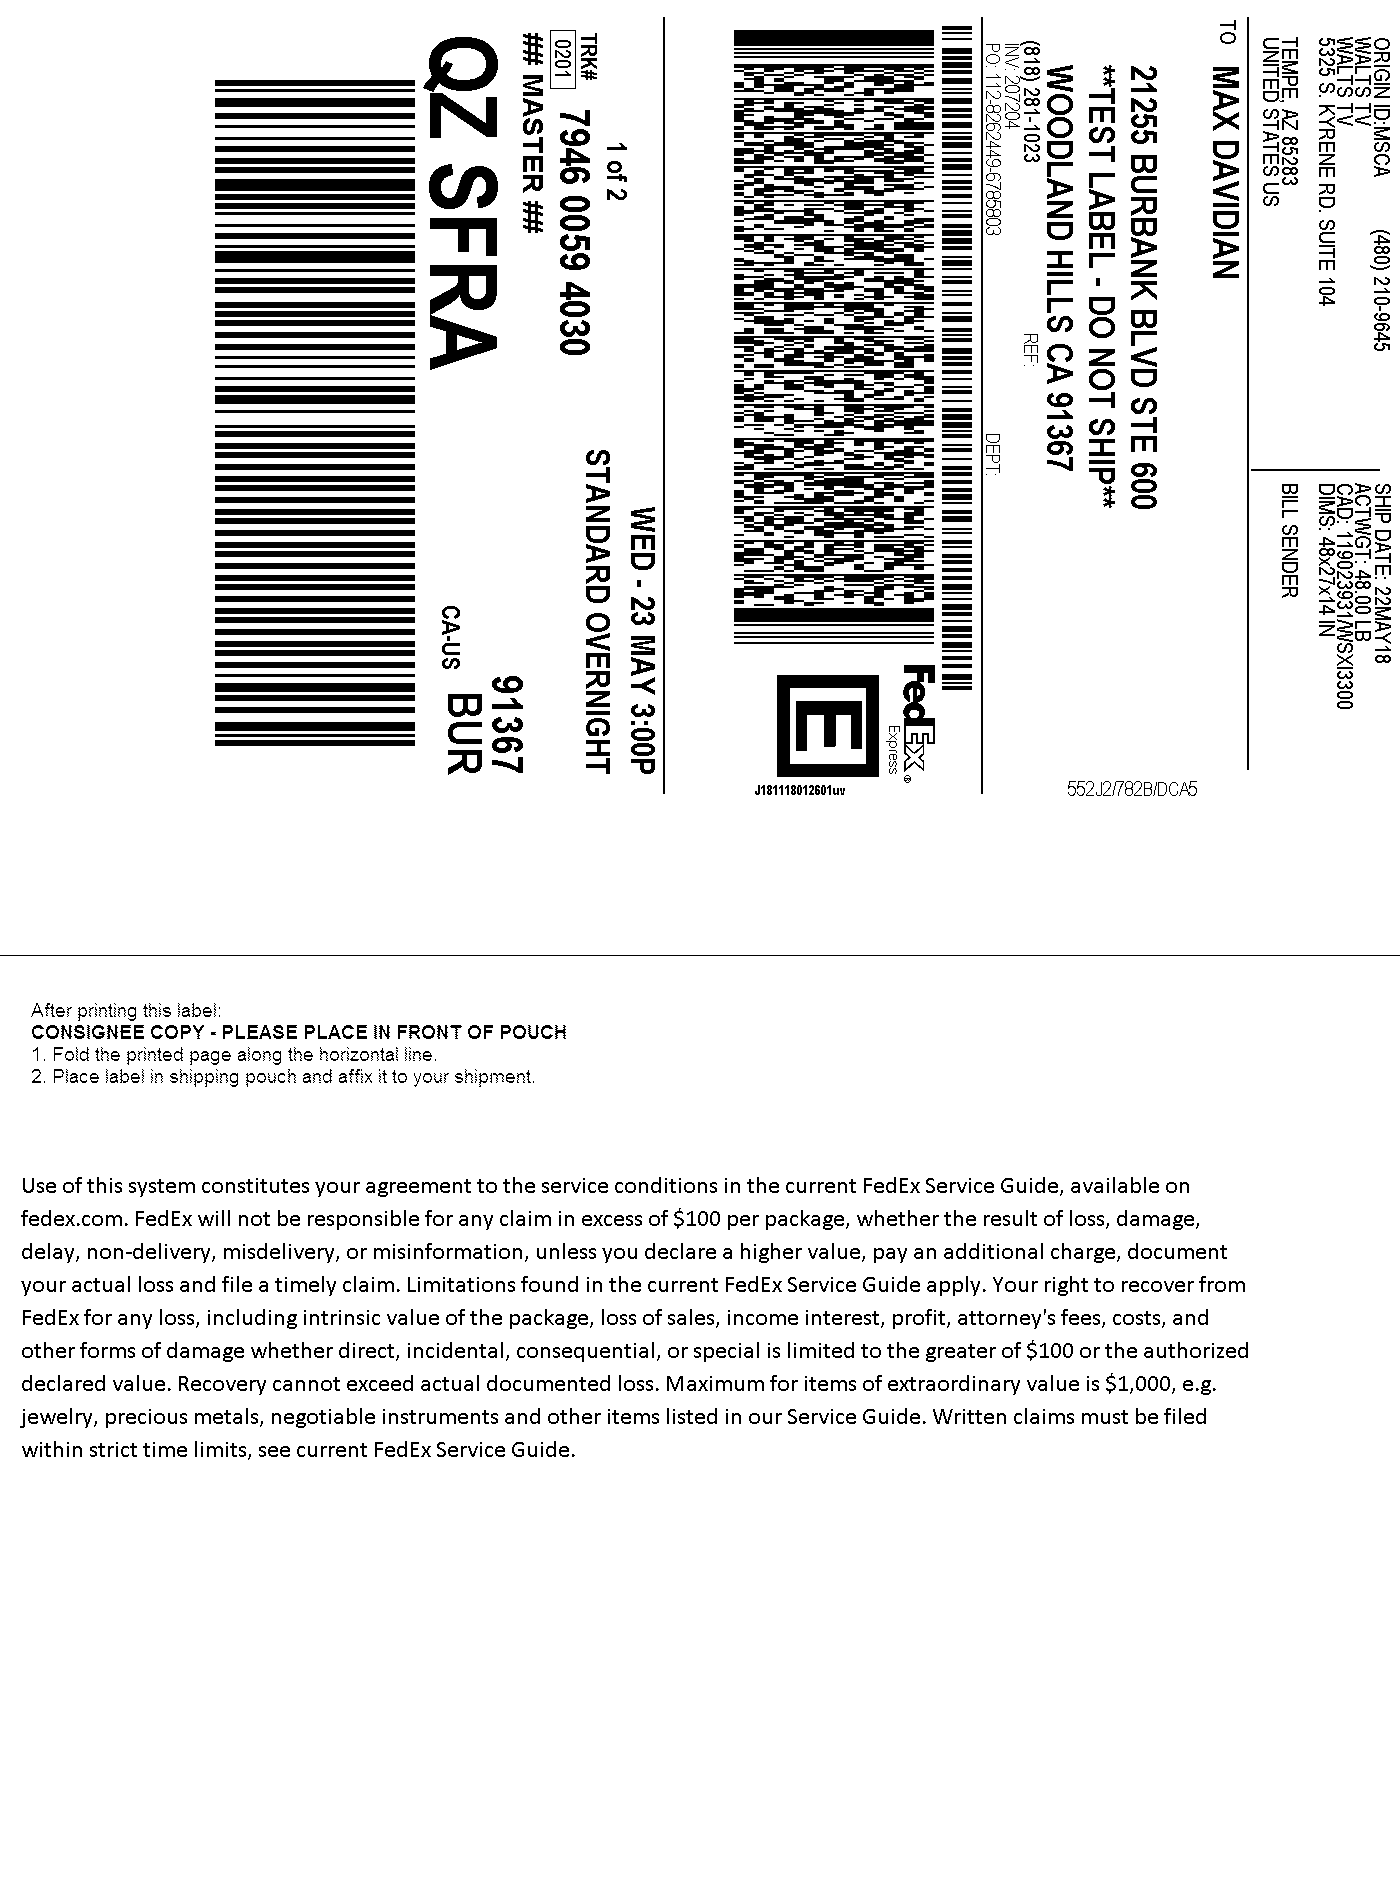 ORIGIN ID:MSCA (480) 210-9645
WALTS TV
WALTS TV
5325 S. KYRENE RD. SUITE 104
TEMPE, AZ 85283
UNITED STATES US
SHIP DATE: 22MAY18
ACTWGT: 48.00 LB
CAD: 119023931/WSXI3300
DIMS: 48x27x14 IN
BILL SENDER
TO MAX DAVIDIAN
21255 BURBANK BLVD STE 600
**TEST LABEL - DO NOT SHIP**
WOODLAND HILLS CA 91367
(818) 281-1023 REF:
INV: 207204
PO: 112-8262449-6785803 DEPT:
552J2/782B/DCA5
FedEx®
Express
E
J181118012601uv
WED - 23 MAY 3:00P
1 of 2
STANDARD OVERNIGHT
TRK# 7946 0059 4030
0201
## MASTER ##
91367
QZ SFRA
CA-US BUR
After printing this label:
CONSIGNEE COPY - PLEASE PLACE IN FRONT OF POUCH
1. Fold the printed page along the horizontal line.
2. Place label in shipping pouch and affix it to your shipment.
Use of this system constitutes your agreement to the service conditions in the current FedEx Service Guide, available on
fedex.com. FedEx will not be responsible for any claim in excess of $100 per package, whether the result of loss, damage,
delay, non-delivery, misdelivery, or misinformation, unless you declare a higher value, pay an additional charge, document
your actual loss and file a timely claim. Limitations found in the current FedEx Service Guide apply. Your right to recover from
FedEx for any loss, including intrinsic value of the package, loss of sales, income interest, profit, attorney's fees, costs, and
other forms of damage whether direct, incidental, consequential, or special is limited to the greater of $100 or the authorized
declared value. Recovery cannot exceed actual documented loss. Maximum for items of extraordinary value is $1,000, e.g.
jewelry, precious metals, negotiable instruments and other items listed in our Service Guide. Written claims must be filed
within strict time limits, see current FedEx Service Guide.